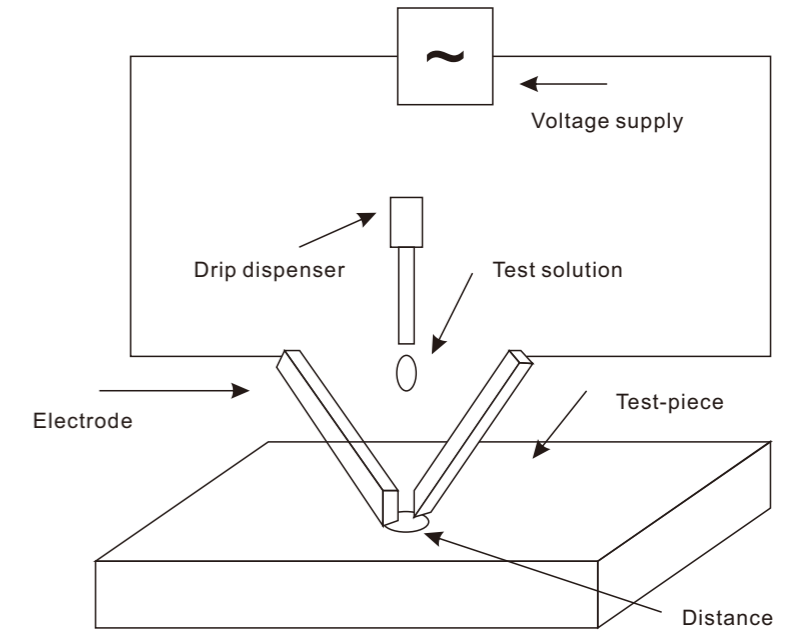 ~
Voltage supply
Drip dispenser
Test solution
Test-piece
Electrode
Distance